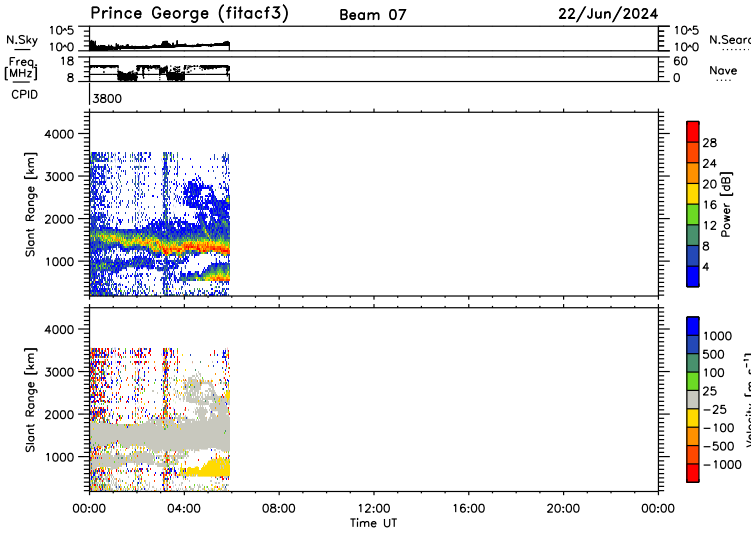 Prince George (fitacf3) Beam 07 22/Jun/2024
N.Sky 10^5 10^0 10^5 10^0 N.Searc
Freq. [MHz] 18 8 60 0 Nave
CPID 3800
Slant Range [km] 4000 3000 2000 1000
28 24 20 16 12 8 4 Power [dB]
Slant Range [km] 4000 3000 2000 1000
1000 500 100 25 −25 −100 −500 −1000 Velocity [m s⁻¹]
00:00 04:00 08:00 12:00 16:00 20:00 00:00
Time UT